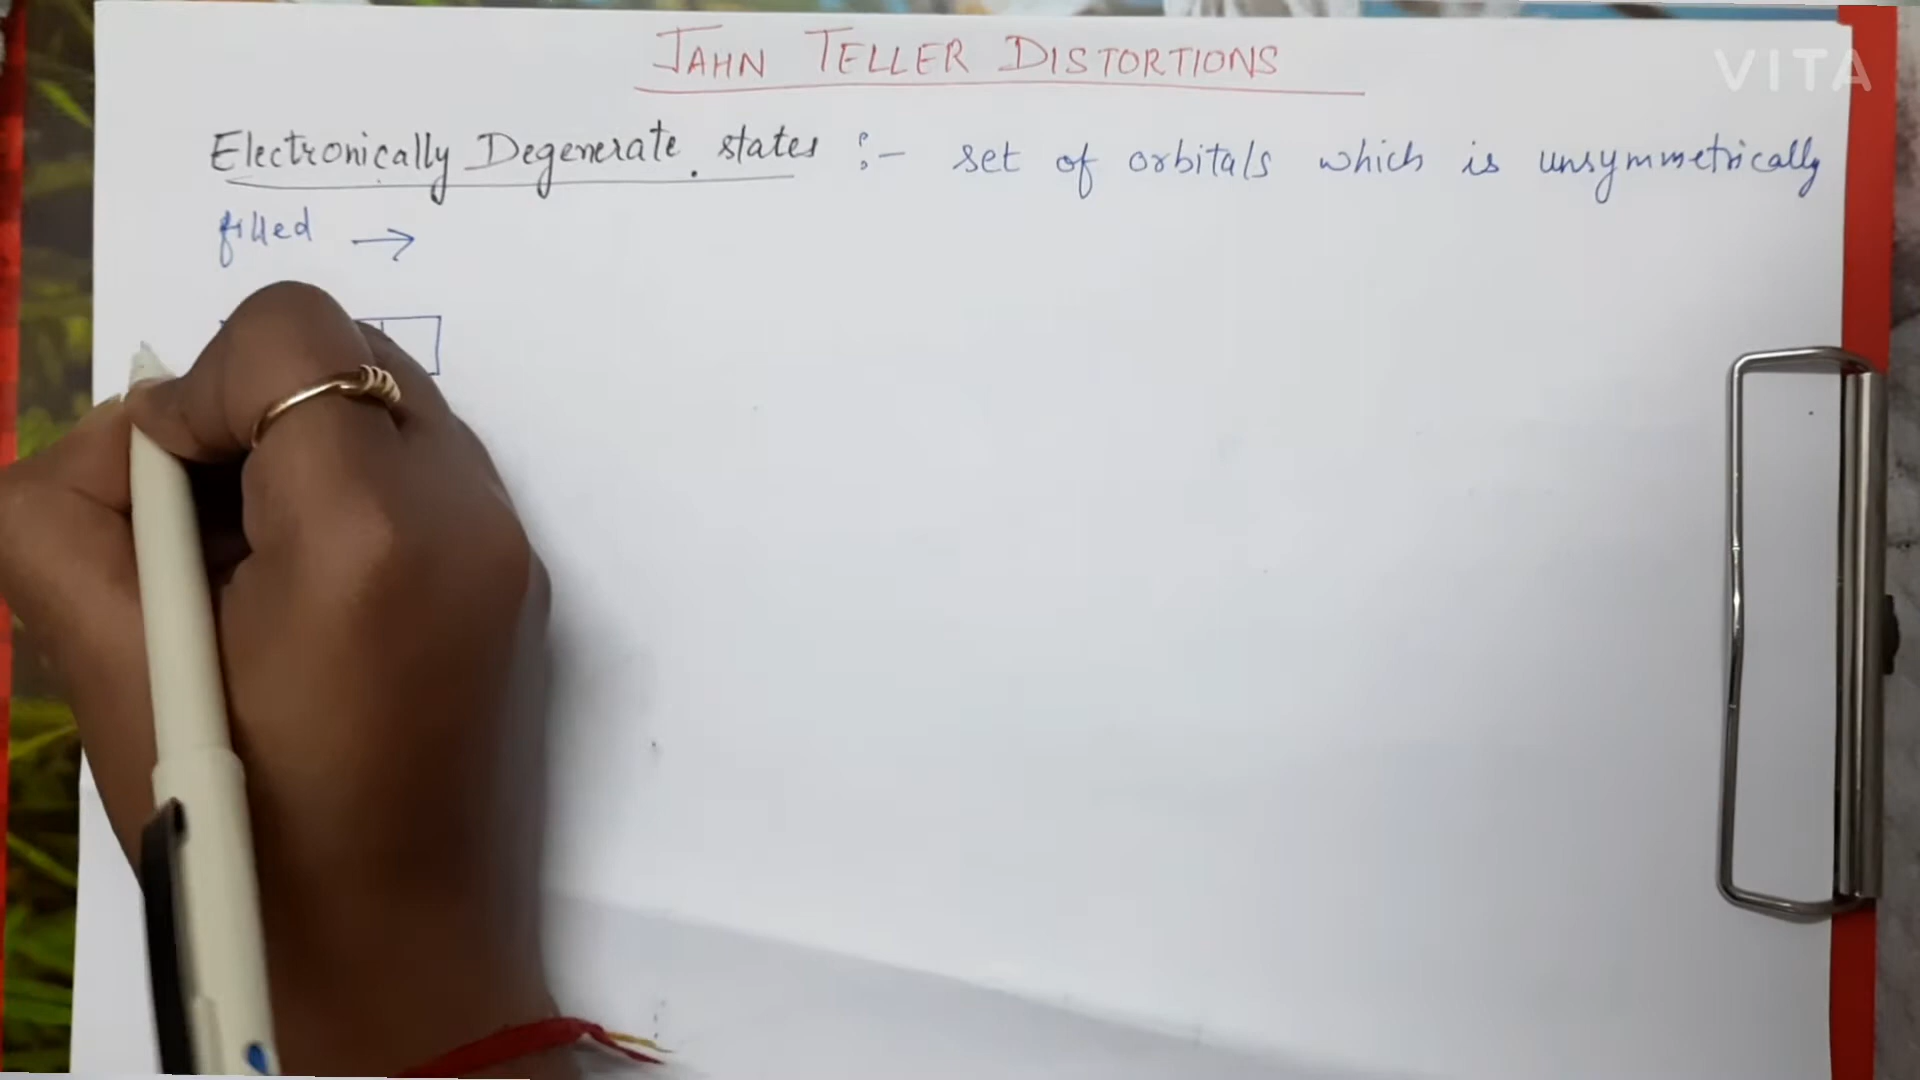 JAHN TELLER DISTORTIONS
VITA
Electronically Degenerate states :- set of orbitals which is unsymmetrically
filled →